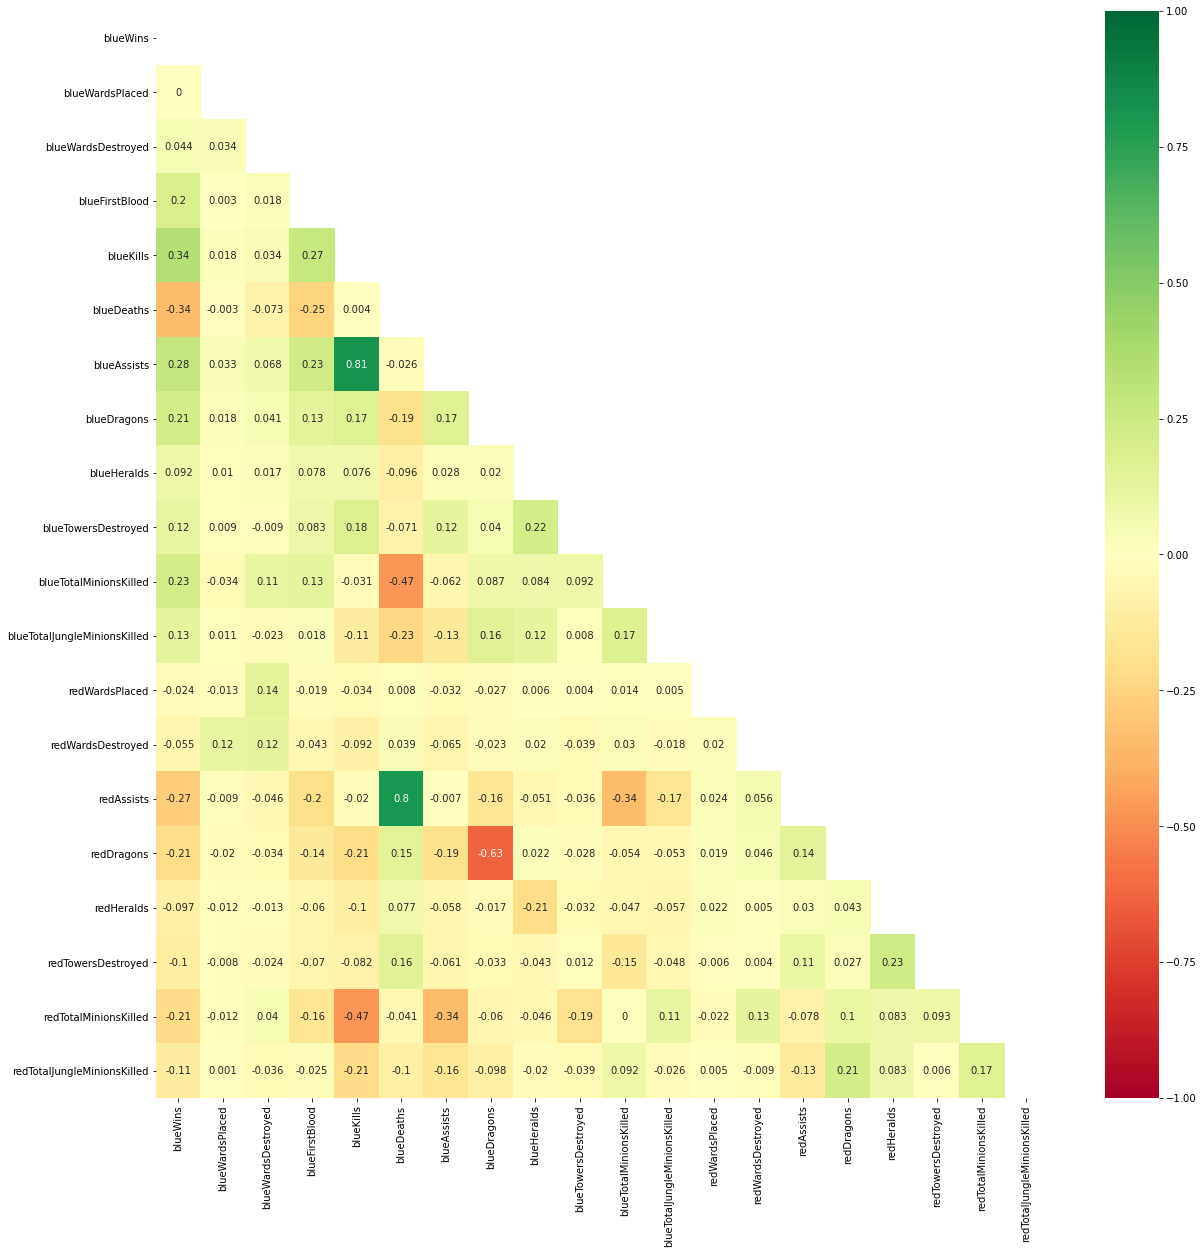 blueWins
blueWardsPlaced 0
blueWardsDestroyed 0.044 0.034
blueFirstBlood 0.2 0.003 0.018
blueKills 0.34 0.018 0.034 0.27
blueDeaths -0.34 -0.003 -0.073 -0.25 0.004
blueAssists 0.28 0.033 0.068 0.23 0.81 -0.026
blueDragons 0.21 0.018 0.041 0.13 0.17 -0.19 0.17
blueHeralds 0.092 0.01 0.017 0.078 0.076 -0.096 0.028 0.02
blueTowersDestroyed 0.12 0.009 -0.009 0.083 0.18 -0.071 0.12 0.04 0.22
blueTotalMinionsKilled 0.23 -0.034 0.11 0.13 -0.031 -0.47 -0.062 0.087 0.084 0.092
blueTotalJungleMinionsKilled 0.13 0.011 -0.023 0.018 -0.11 -0.23 -0.13 0.16 0.12 0.008 0.17
redWardsPlaced -0.024 -0.013 0.14 -0.019 -0.034 0.008 -0.032 -0.027 0.006 0.004 0.014 0.005
redWardsDestroyed -0.055 0.12 0.12 -0.043 -0.092 0.039 -0.065 -0.023 0.02 -0.039 0.03 -0.018 0.02
redAssists -0.27 -0.009 -0.046 -0.2 -0.02 0.8 -0.007 -0.16 -0.051 -0.036 -0.34 -0.17 0.024 0.056
redDragons -0.21 -0.02 -0.034 -0.14 -0.21 0.15 -0.19 -0.63 0.022 -0.028 -0.054 -0.053 0.019 0.046 0.14
redHeralds -0.097 -0.012 -0.013 -0.06 -0.1 0.077 -0.058 -0.017 -0.21 -0.032 -0.047 -0.057 0.022 0.005 0.03 0.043
redTowersDestroyed -0.1 -0.008 -0.024 -0.07 -0.082 0.16 -0.061 -0.033 -0.043 0.012 -0.15 -0.048 -0.006 0.004 0.11 0.027 0.23
redTotalMinionsKilled -0.21 -0.012 0.04 -0.16 -0.47 -0.041 -0.34 -0.06 -0.046 -0.19 0 0.11 -0.022 0.13 -0.078 0.1 0.083 0.093
redTotalJungleMinionsKilled -0.11 0.001 -0.036 -0.025 -0.21 -0.1 -0.16 -0.098 -0.02 -0.039 0.092 -0.026 0.005 -0.009 -0.13 0.21 0.083 0.006 0.17
blueWins
blueWardsPlaced
blueWardsDestroyed
blueFirstBlood
blueKills
blueDeaths
blueAssists
blueDragons
blueHeralds
blueTowersDestroyed
blueTotalMinionsKilled
blueTotalJungleMinionsKilled
redWardsPlaced
redWardsDestroyed
redAssists
redDragons
redHeralds
redTowersDestroyed
redTotalMinionsKilled
redTotalJungleMinionsKilled
1.00
0.75
0.50
0.25
0.00
-0.25
-0.50
-0.75
-1.00